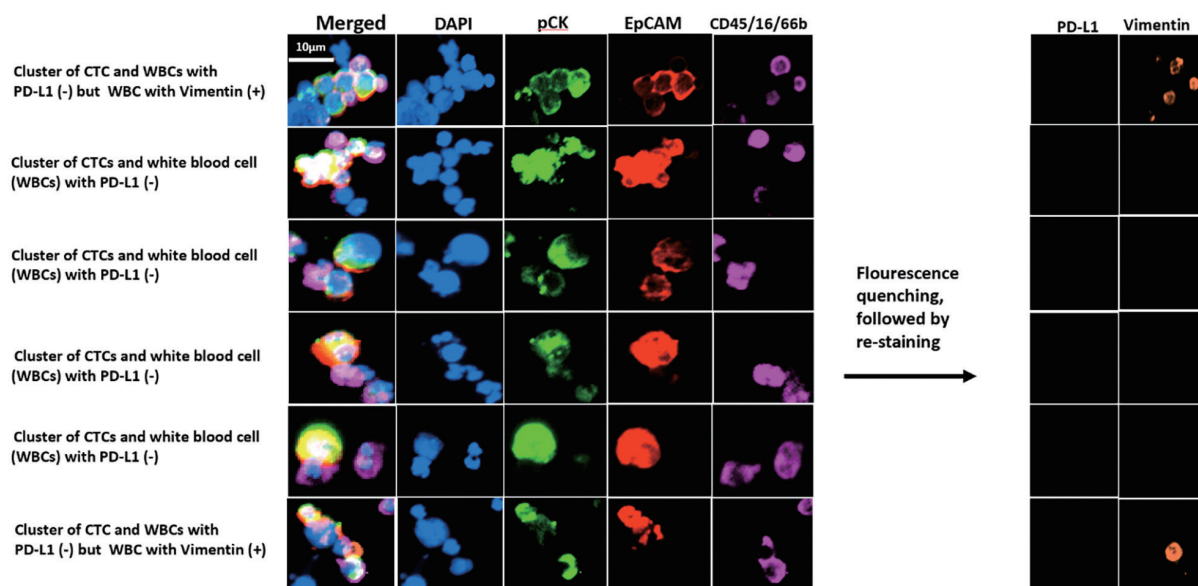 Merged DAPI pCK EpCAM CD45/16/66b PD-L1 Vimentin
10µm
Cluster of CTC and WBCs with
PD-L1 (-) but WBC with Vimentin (+)
Cluster of CTCs and white blood cell
(WBCs) with PD-L1 (-)
Cluster of CTCs and white blood cell
(WBCs) with PD-L1 (-)
Flourescence
quenching,
followed by
re-staining
Cluster of CTCs and white blood cell
(WBCs) with PD-L1 (-)
Cluster of CTCs and white blood cell
(WBCs) with PD-L1 (-)
Cluster of CTC and WBCs with
PD-L1 (-) but WBC with Vimentin (+)